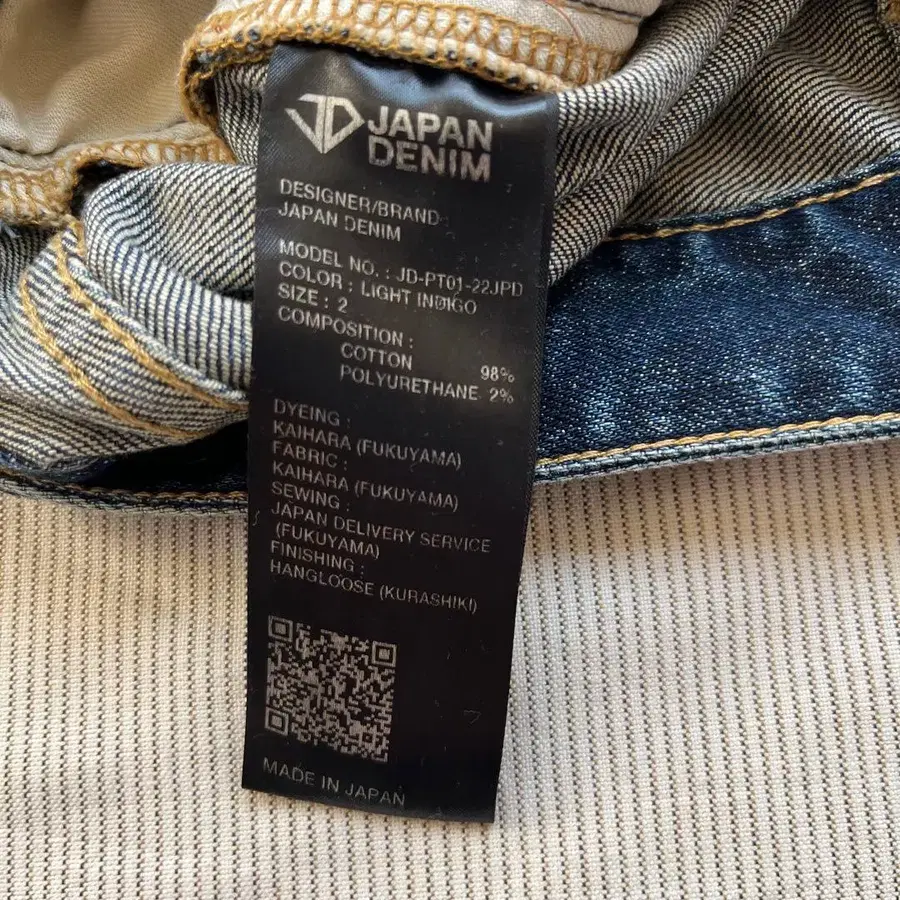 JD JAPAN
DENIM
DESIGNER/BRAND
JAPAN DENIM
MODEL NO. : JD-PT01-22JPD
COLOR : LIGHT INDIGO
SIZE : 2
COMPOSITION :
COTTON 98%
POLYURETHANE 2%
DYEING :
KAIHARA (FUKUYAMA)
FABRIC :
KAIHARA (FUKUYAMA)
SEWING :
JAPAN DELIVERY SERVICE
(FUKUYAMA)
FINISHING :
HANGLOOSE (KURASHIKI)
MADE IN JAPAN